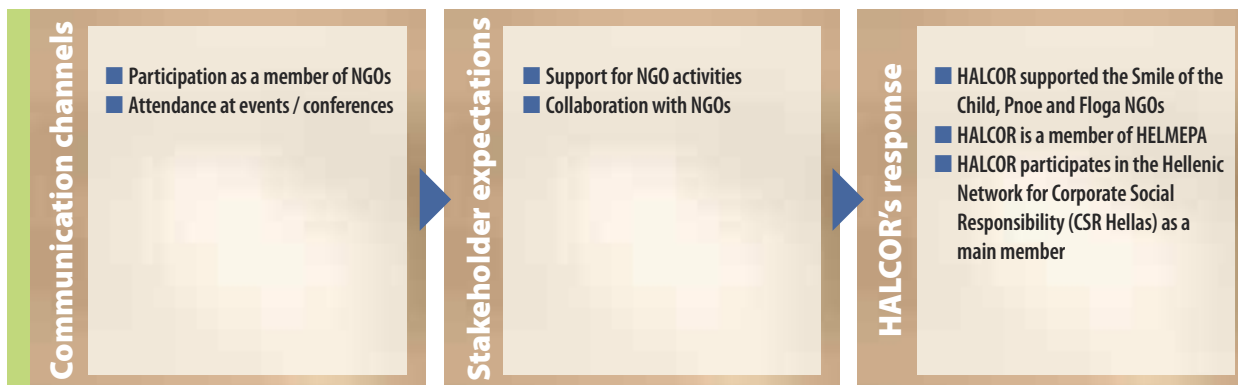 Communication channels
■ Participation as a member of NGOs
■ Attendance at events / conferences
Stakeholder expectations
■ Support for NGO activities
■ Collaboration with NGOs
HALCOR's response
■ HALCOR supported the Smile of the
Child, Pnoe and Floga NGOs
■ HALCOR is a member of HELMEPA
■ HALCOR participates in the Hellenic
Network for Corporate Social
Responsibility (CSR Hellas) as a
main member